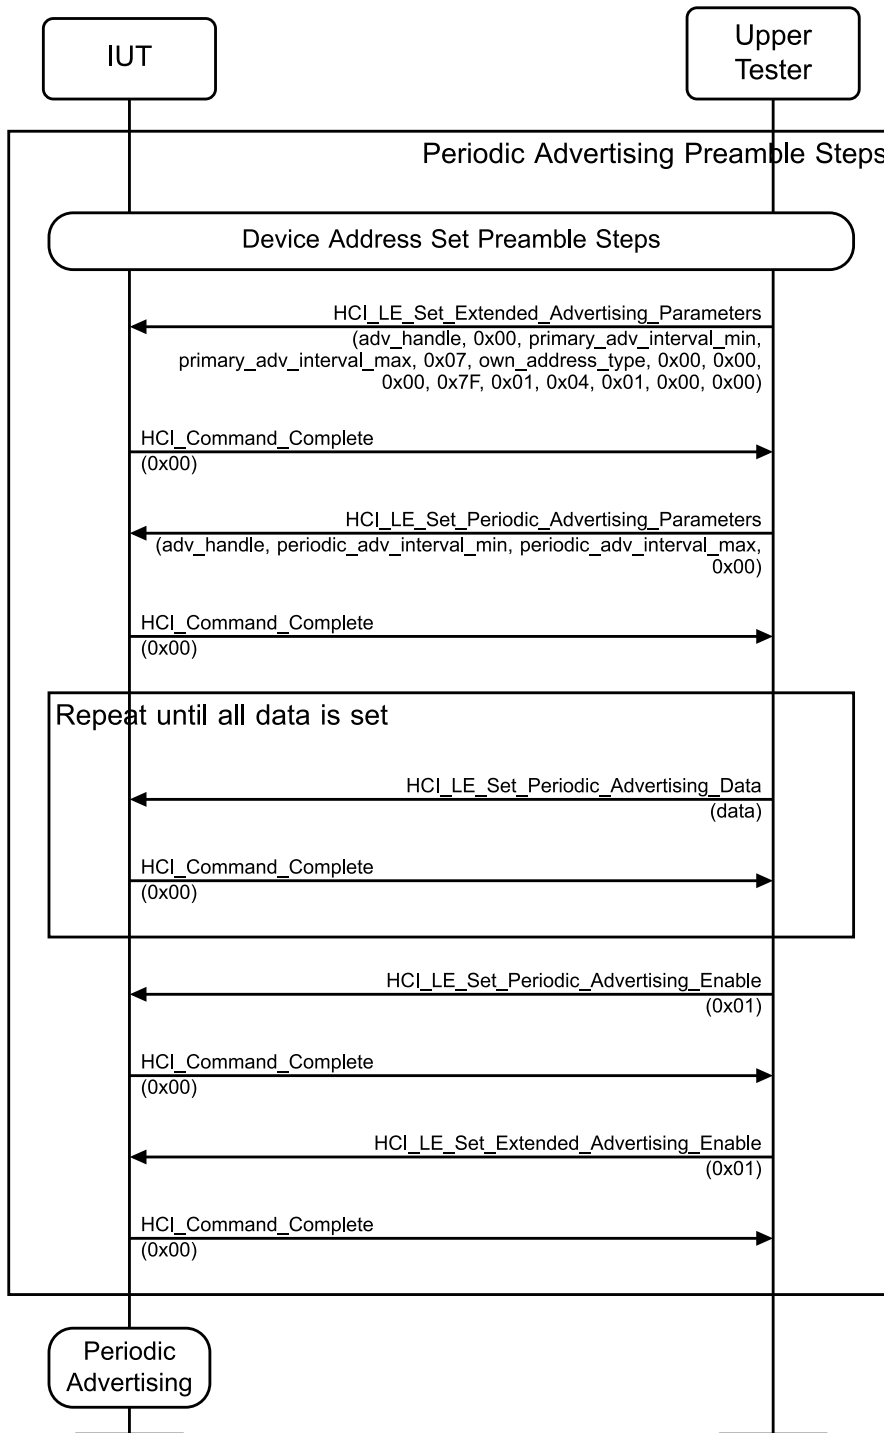 IUT
Upper
Tester
Periodic Advertising Preamble Steps
Device Address Set Preamble Steps
HCI_LE_Set_Extended_Advertising_Parameters
(adv_handle, 0x00, primary_adv_interval_min,
primary_adv_interval_max, 0x07, own_address_type, 0x00, 0x00,
0x00, 0x7F, 0x01, 0x04, 0x01, 0x00, 0x00)
HCI_Command_Complete
(0x00)
HCI_LE_Set_Periodic_Advertising_Parameters
(adv_handle, periodic_adv_interval_min, periodic_adv_interval_max,
0x00)
HCI_Command_Complete
(0x00)
Repeat until all data is set
HCI_LE_Set_Periodic_Advertising_Data
(data)
HCI_Command_Complete
(0x00)
HCI_LE_Set_Periodic_Advertising_Enable
(0x01)
HCI_Command_Complete
(0x00)
HCI_LE_Set_Extended_Advertising_Enable
(0x01)
HCI_Command_Complete
(0x00)
Periodic
Advertising